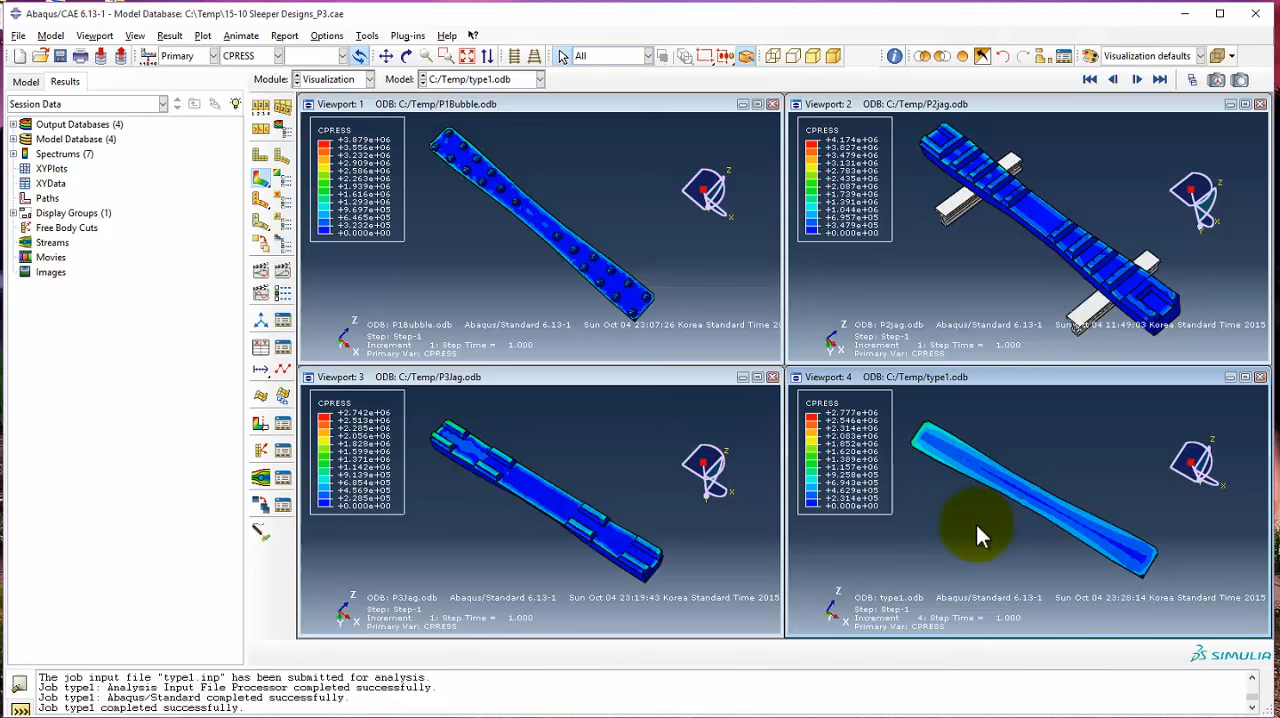 Abaqus/CAE 6.13-1 - Model Database: C:\Temp\15-10 Sleeper Designs_P3.cae
File Model Viewport View Result Plot Animate Report Options Tools Plug-ins Help
Primary CPRESS All Visualization defaults
Module: Visualization Model: C:/Temp/type1.odb
Model Results
Session Data
Output Databases (4)
Model Database (4)
Spectrums (7)
XYPlots
XYData
Paths
Display Groups (1)
Free Body Cuts
Streams
Movies
Images
Viewport: 1 ODB: C:/Temp/P1Bubble.odb
CPRESS
+3.879e+06
+3.556e+06
+3.232e+06
+2.586e+06
+1.939e+06
+1.616e+06
+1.293e+06
+6.465e+05
+3.232e+05
+0.000e+00
Z
X
Z
X
ODB: P1Bubble.odb Abaqus/Standard 6.13-1 Sun Oct 04 23:07:26 Korea Standard Time 20
Step: Step-1
Increment 1: Step Time = 1.000
Primary Var: CPRESS
Viewport: 2 ODB: C:/Temp/P2jag.odb
CPRESS
+4.174e+06
+3.827e+06
+3.479e+06
+3.131e+06
+2.783e+06
+2.435e+06
+2.087e+06
+1.739e+06
+1.391e+06
+1.044e+06
+6.957e+05
+3.479e+05
+0.000e+00
Z
X
Y
Z
Y X
ODB: P2jag.odb Abaqus/Standard 6.13-1 Sun Oct 04 11:49:03 Korea Standard Time 2015
Step: Step-1
Increment 1: Step Time = 1.000
Primary Var: CPRESS
Viewport: 3 ODB: C:/Temp/P3Jag.odb
CPRESS
+2.742e+06
+2.513e+06
+2.285e+06
+2.056e+06
+1.828e+06
+1.599e+06
+1.371e+06
+1.142e+06
+9.139e+05
+6.854e+05
+4.569e+05
+2.285e+05
+0.000e+00
Z
X
Z
X
ODB: P3Jag.odb Abaqus/Standard 6.13-1 Sun Oct 04 23:19:43 Korea Standard Time 2015
Step: Step-1
Increment 1: Step Time = 1.000
Primary Var: CPRESS
Viewport: 4 ODB: C:/Temp/type1.odb
CPRESS
+2.777e+06
+2.546e+06
+2.314e+06
+2.083e+06
+1.852e+06
+1.620e+06
+1.389e+06
+1.157e+06
+9.258e+05
+6.943e+05
+4.629e+05
+2.314e+05
+0.000e+00
Z
X
Z
X
ODB: type1.odb Abaqus/Standard 6.13-1 Sun Oct 04 23:28:14 Korea Standard Time 2015
Step: Step-1
Increment 4: Step Time = 1.000
Primary Var: CPRESS
SIMULIA
The job input file "type1.inp" has been submitted for analysis.
Job type1: Analysis Input File Processor completed successfully.
Job type1: Abaqus/Standard completed successfully.
Job type1 completed successfully.
>>>